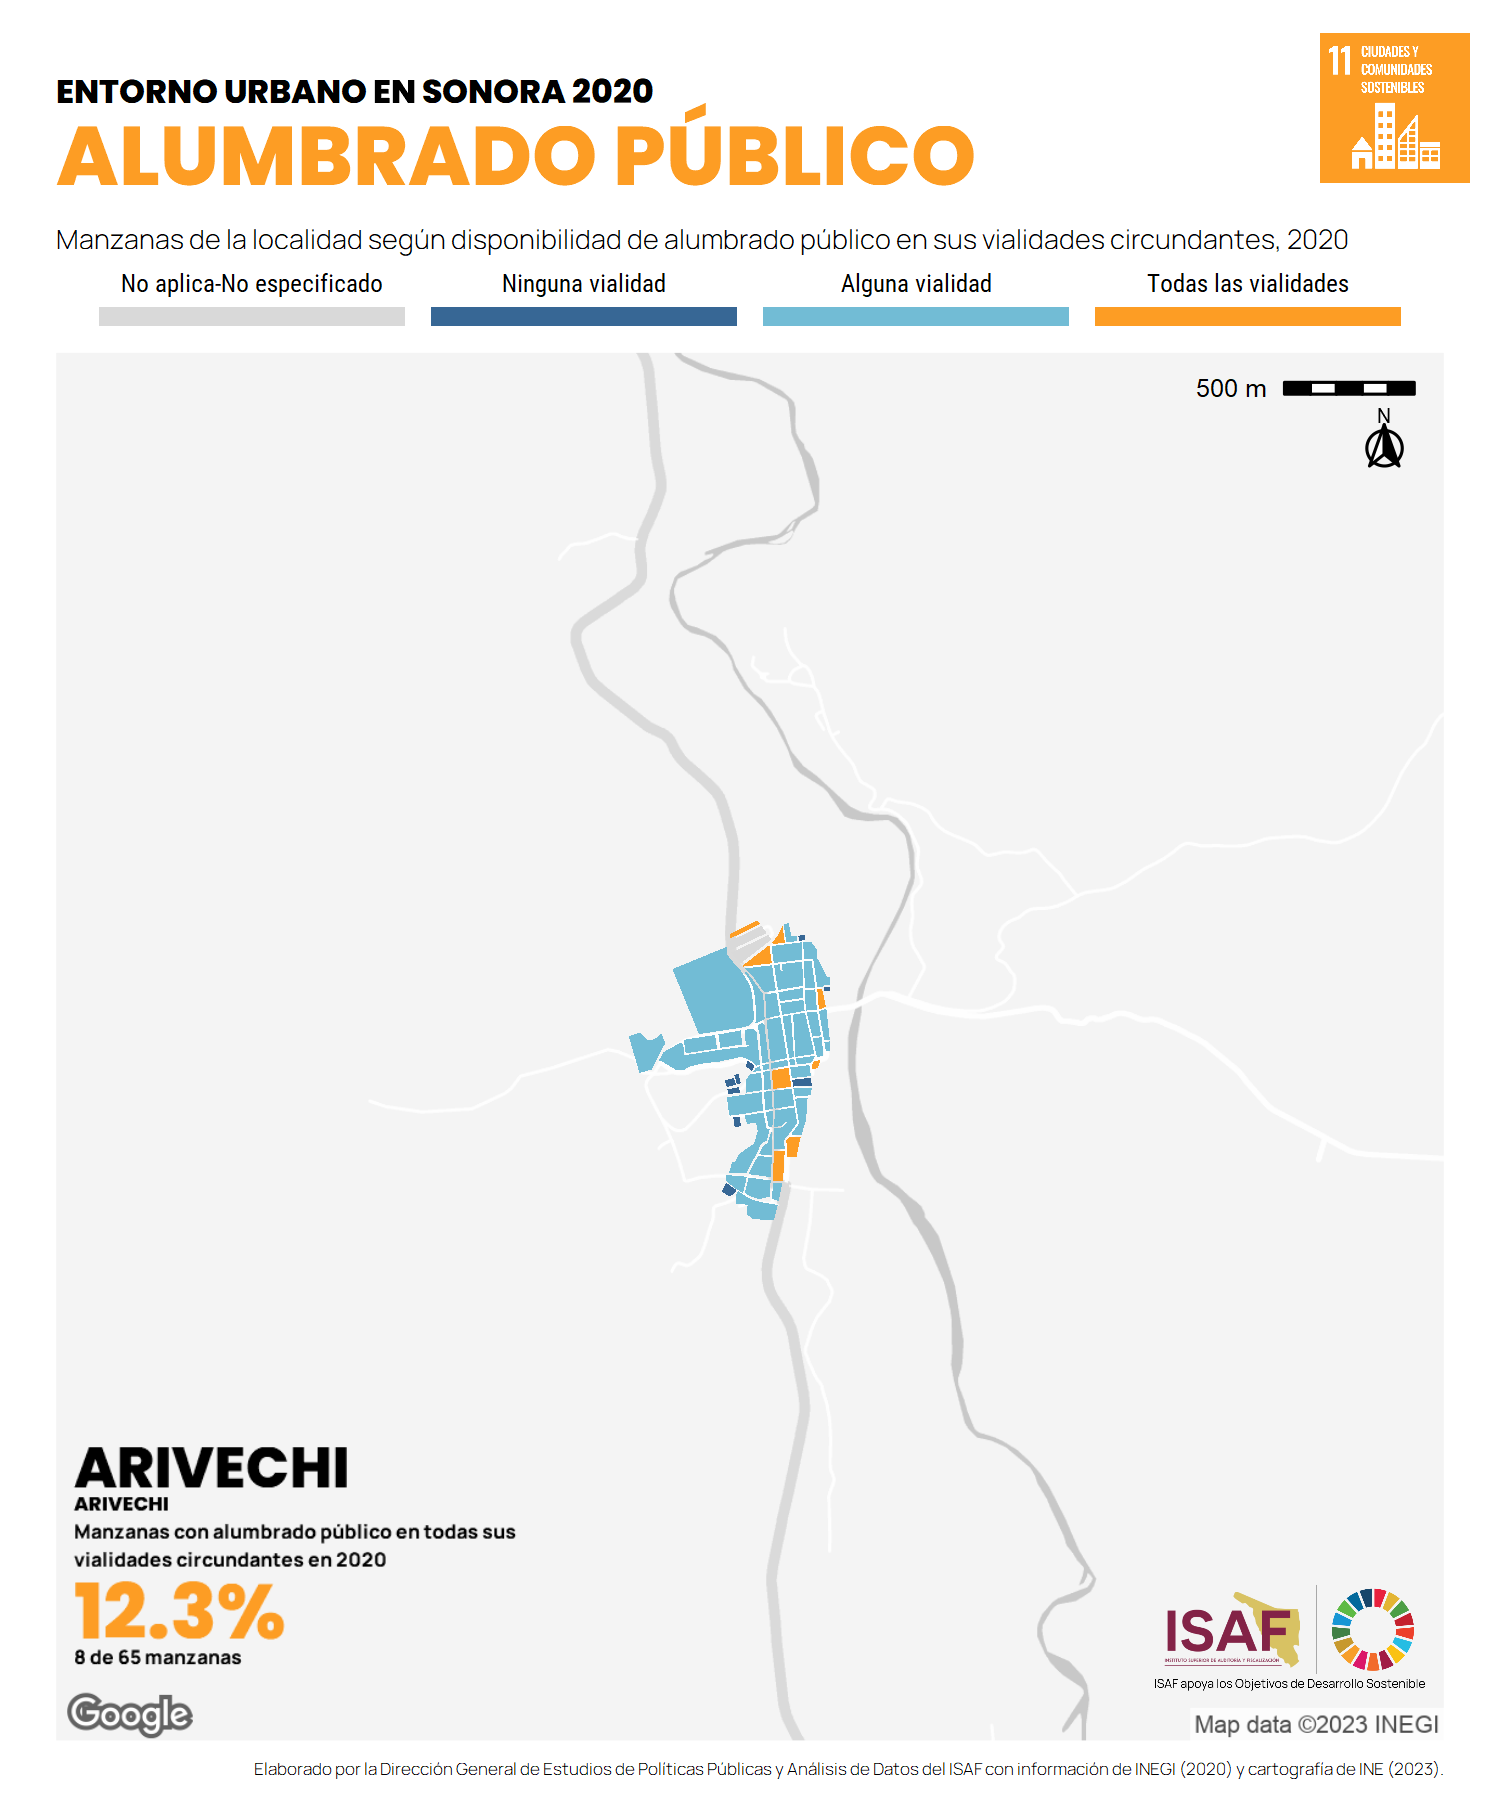 ENTORNO URBANO EN SONORA 2020
ALUMBRADO PÚBLICO
11 CIUDADES Y
COMUNIDADES
SOSTENIBLES
Manzanas de la localidad según disponibilidad de alumbrado público en sus vialidades circundantes, 2020
No aplica-No especificado
Ninguna vialidad
Alguna vialidad
Todas las vialidades
500 m
N
ARIVECHI
ARIVECHI
Manzanas con alumbrado público en todas sus
vialidades circundantes en 2020
12.3%
8 de 65 manzanas
Google
ISAF
INSTITUTO SUPERIOR DE AUDITORÍA Y FISCALIZACIÓN
ISAF apoya los Objetivos de Desarrollo Sostenible
Map data ©2023 INEGI
Elaborado por la Dirección General de Estudios de Políticas Públicas y Análisis de Datos del ISAF con información de INEGI (2020) y cartografía de INE (2023).